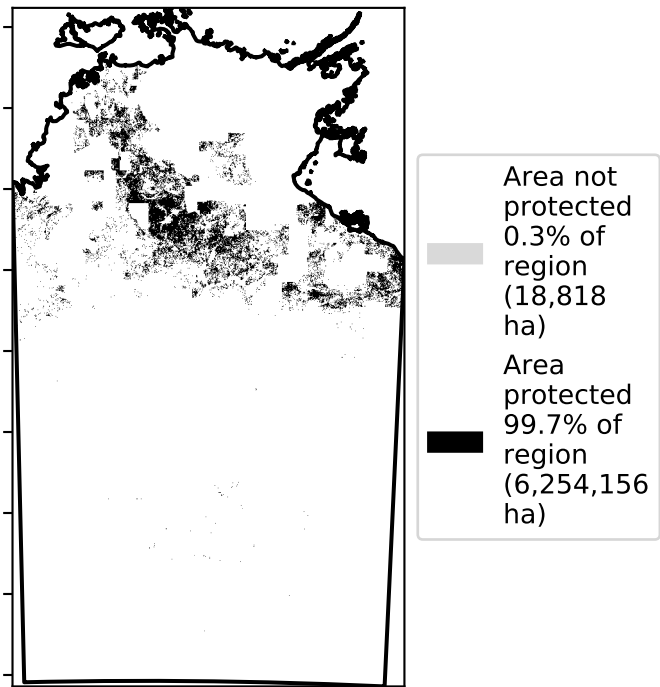 Area not
protected
0.3% of
region
(18,818
ha)
Area
protected
99.7% of
region
(6,254,156
ha)